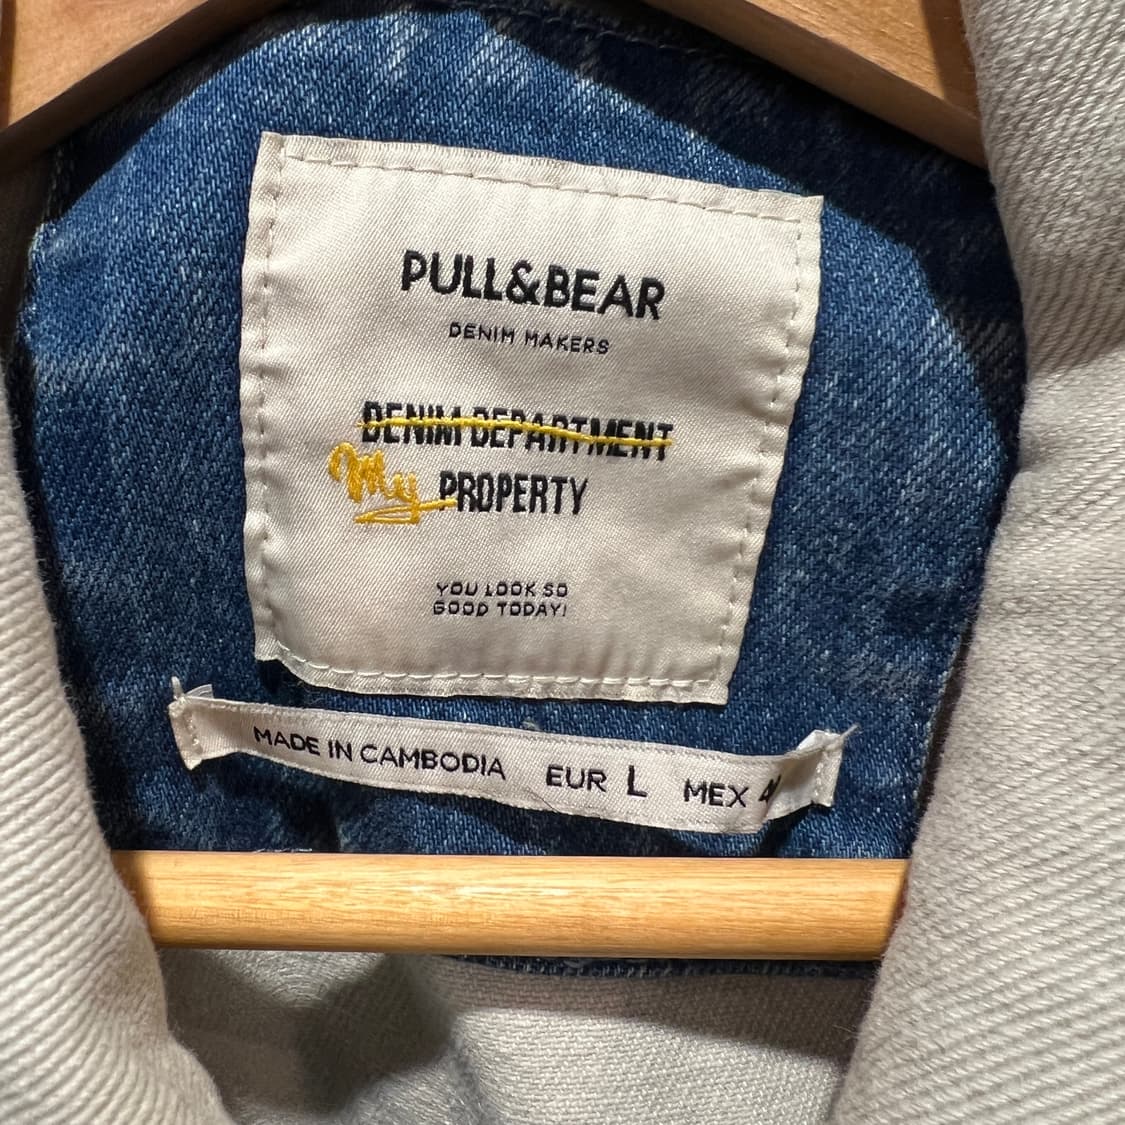 PULL&BEAR
DENIM MAKERS
DENIM DEPARTMENT
My PROPERTY
YOU LOOK SO
GOOD TODAY!
MADE IN CAMBODIA EUR L MEX